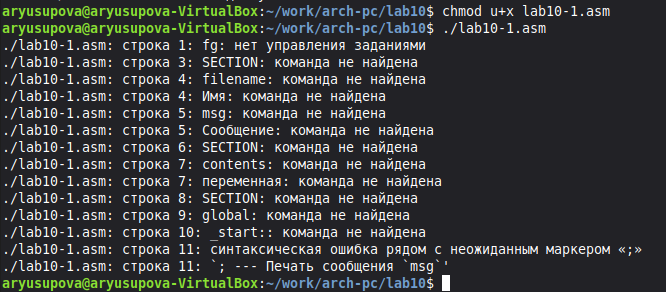 aryusupova@aryusupova-VirtualBox:~/work/arch-pc/lab10$ chmod u+x lab10-1.asm
aryusupova@aryusupova-VirtualBox:~/work/arch-pc/lab10$ ./lab10-1.asm
./lab10-1.asm: строка 1: fg: нет управления заданиями
./lab10-1.asm: строка 3: SECTION: команда не найдена
./lab10-1.asm: строка 4: filename: команда не найдена
./lab10-1.asm: строка 4: Имя: команда не найдена
./lab10-1.asm: строка 5: msg: команда не найдена
./lab10-1.asm: строка 5: Сообщение: команда не найдена
./lab10-1.asm: строка 6: SECTION: команда не найдена
./lab10-1.asm: строка 7: contents: команда не найдена
./lab10-1.asm: строка 7: переменная: команда не найдена
./lab10-1.asm: строка 8: SECTION: команда не найдена
./lab10-1.asm: строка 9: global: команда не найдена
./lab10-1.asm: строка 10: _start:: команда не найдена
./lab10-1.asm: строка 11: синтаксическая ошибка рядом с неожиданным маркером «;»
./lab10-1.asm: строка 11: `; --- Печать сообщения `msg`'
aryusupova@aryusupova-VirtualBox:~/work/arch-pc/lab10$